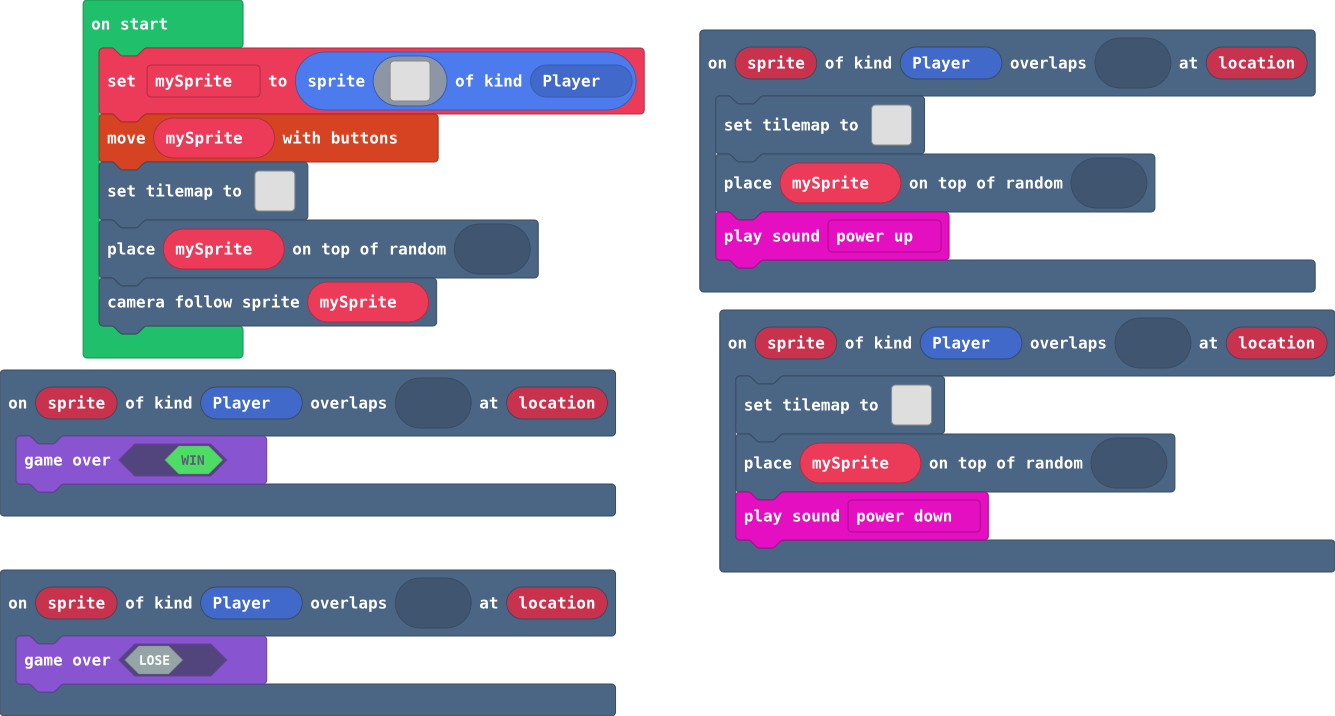 on start
set mySprite to sprite of kind Player
move mySprite with buttons
set tilemap to
place mySprite on top of random
camera follow sprite mySprite
on sprite of kind Player overlaps at location
game over WIN
on sprite of kind Player overlaps at location
game over LOSE
on sprite of kind Player overlaps at location
set tilemap to
place mySprite on top of random
play sound power up
on sprite of kind Player overlaps at location
set tilemap to
place mySprite on top of random
play sound power down